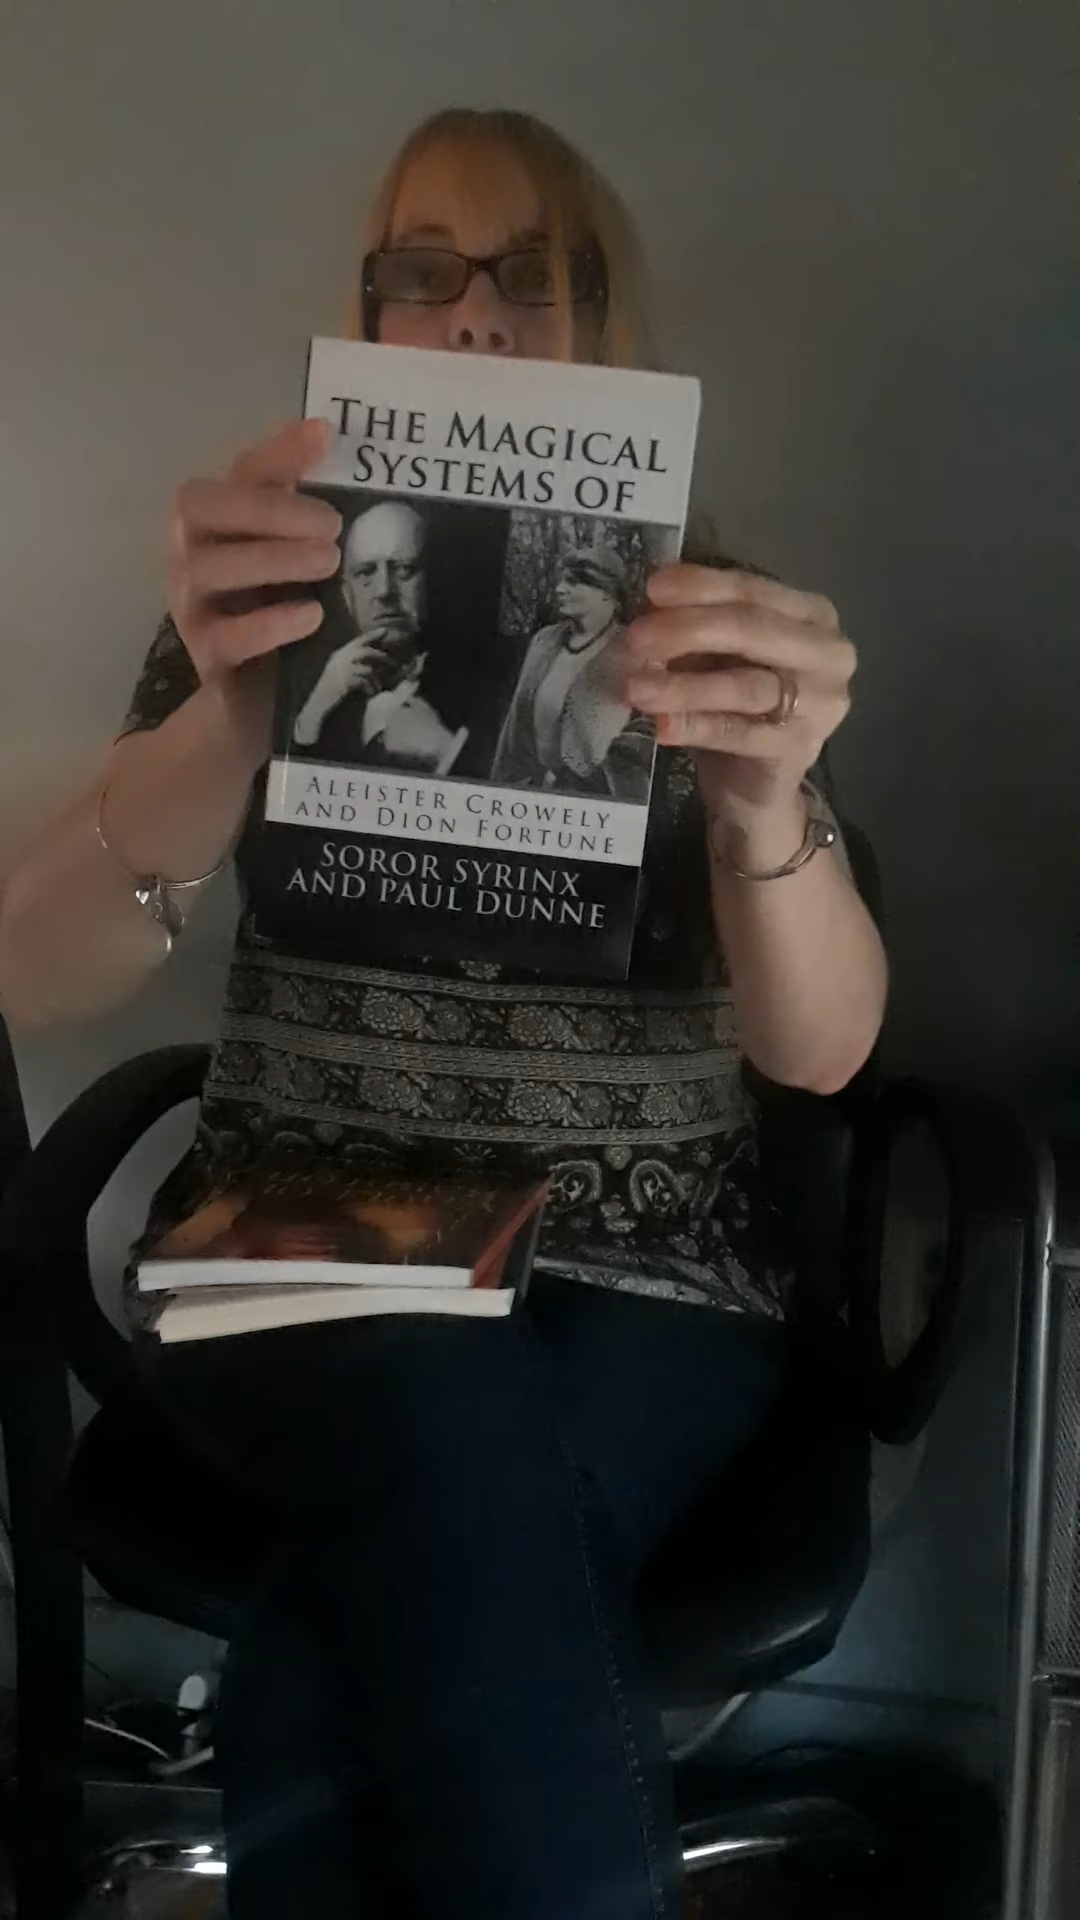 THE MAGICAL
SYSTEMS OF
ALEISTER CROWELY
AND DION FORTUNE
SOROR SYRINX
AND PAUL DUNNE